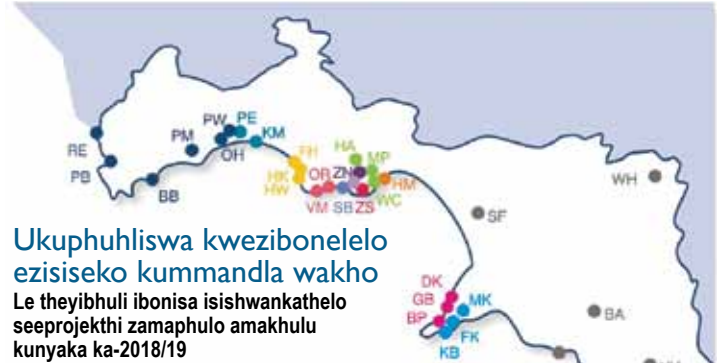 PW PE
PM
KM
RE
OH
PB
BB
FH
HK
HW
OR
ZN
HA
MP
HM
WC
VM SB ZS
WH
SF
DK
GB
MK
BP
FK
KB
BA
Ukuphuhliswa kwezibonelelo
ezisiseko kummandla wakho
Le theyibhuli ibonisa isishwankathelo
seeprojekthi zamaphulo amakhulu
kunyaka ka-2018/19